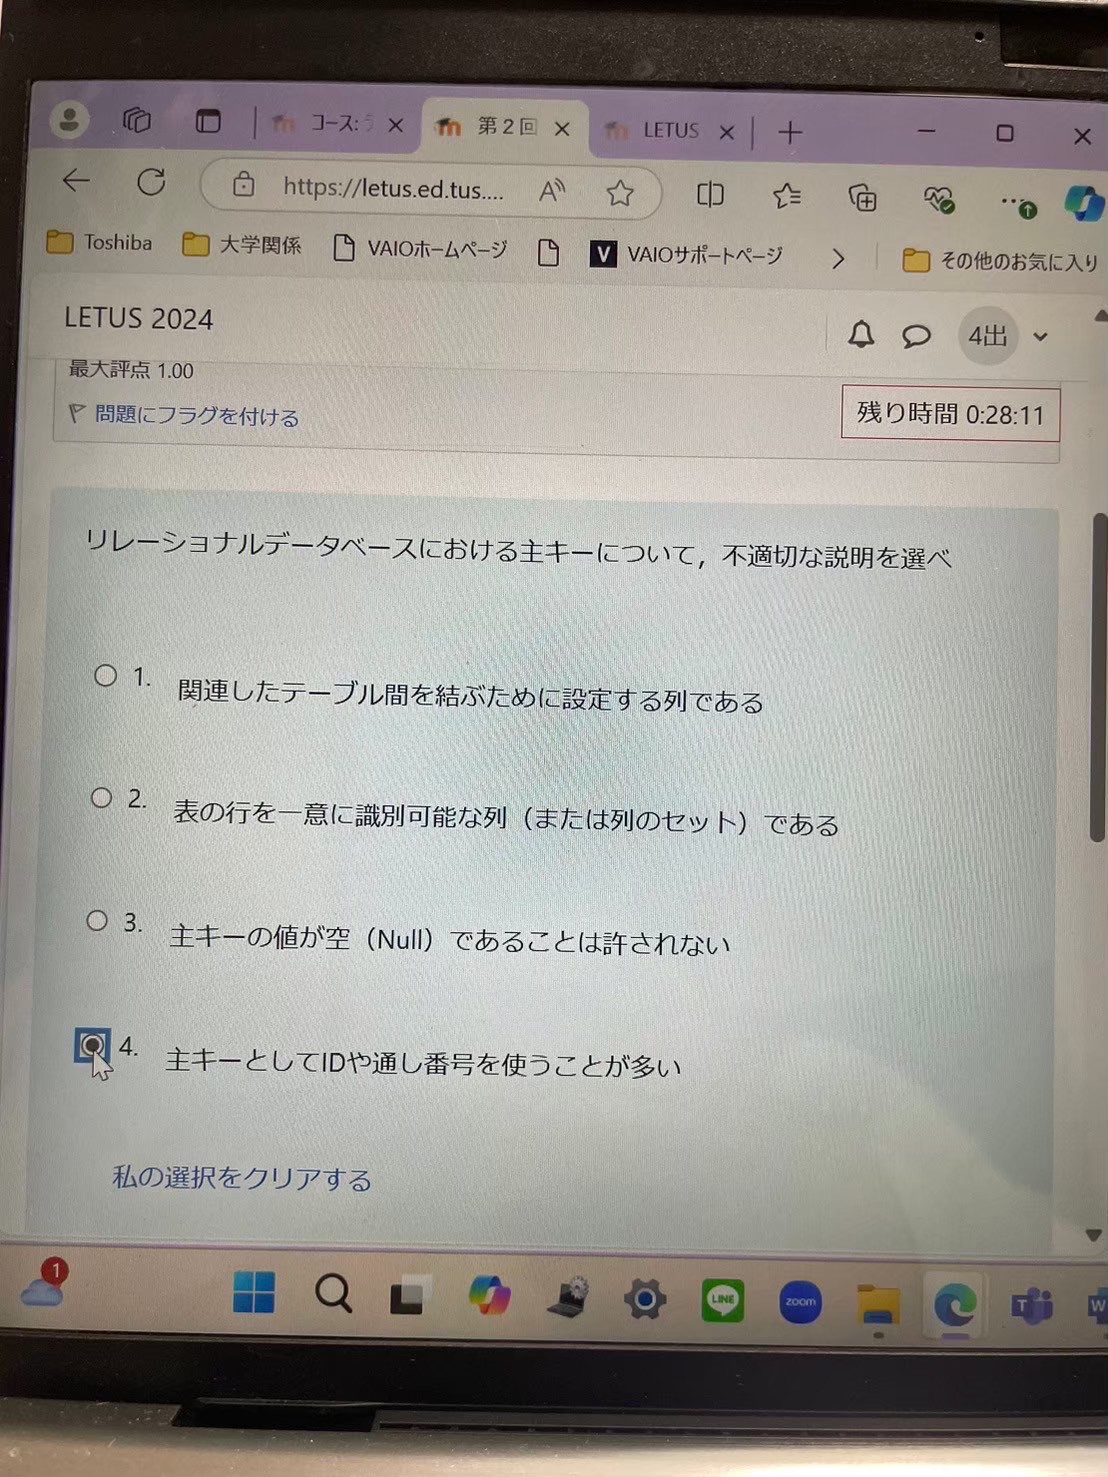 コース: ラ
第２回
LETUS
https://letus.ed.tus....
Toshiba
大学関係
VAIOホームページ
V
VAIOサポートページ
その他のお気に入り
LETUS 2024
4出
最大評点 1.00
問題にフラグを付ける
残り時間 0:28:11
リレーショナルデータベースにおける主キーについて，不適切な説明を選べ
1. 関連したテーブル間を結ぶために設定する列である
2. 表の行を一意に識別可能な列（または列のセット）である
3. 主キーの値が空（Null）であることは許されない
4. 主キーとしてIDや通し番号を使うことが多い
私の選択をクリアする
1
LINE
zoom
T
W